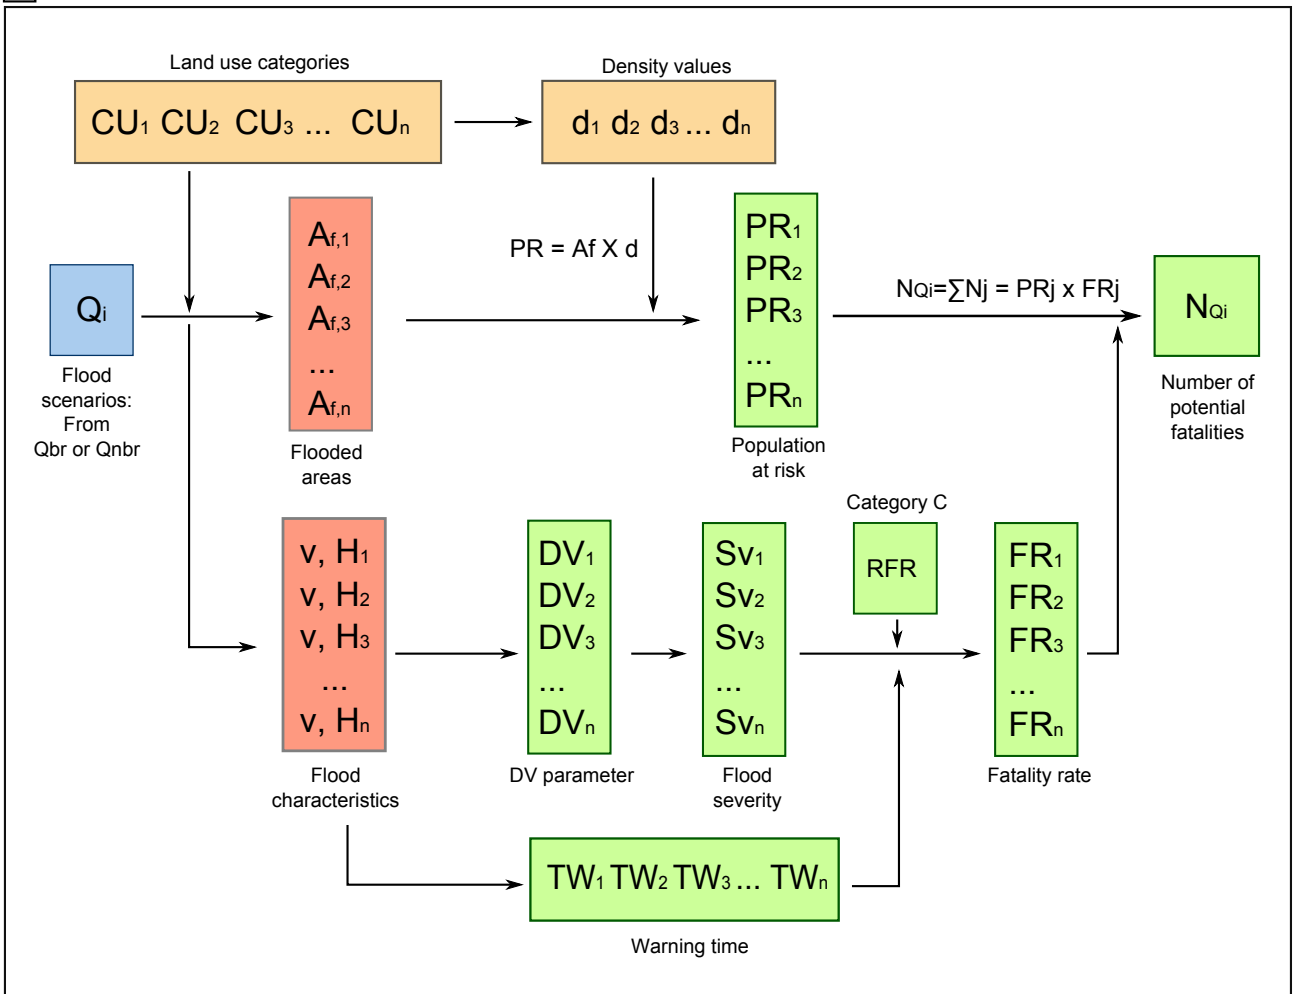 Land use categories
CU1 CU2 CU3 ... CUn
Density values
d1 d2 d3 ... dn
Qi
Flood
scenarios:
From
Qbr or Qnbr
Af,1
Af,2
Af,3
...
Af,n
Flooded
areas
PR = Af X d
PR1
PR2
PR3
...
PRn
Population
at risk
NQi=∑Nj = PRj x FRj
NQi
Number of
potential
fatalities
v, H1
v, H2
v, H3
...
v, Hn
Flood
characteristics
DV1
DV2
DV3
...
DVn
DV parameter
Sv1
Sv2
Sv3
...
Svn
Flood
severity
Category C
RFR
FR1
FR2
FR3
...
FRn
Fatality rate
TW1 TW2 TW3 ... TWn
Warning time